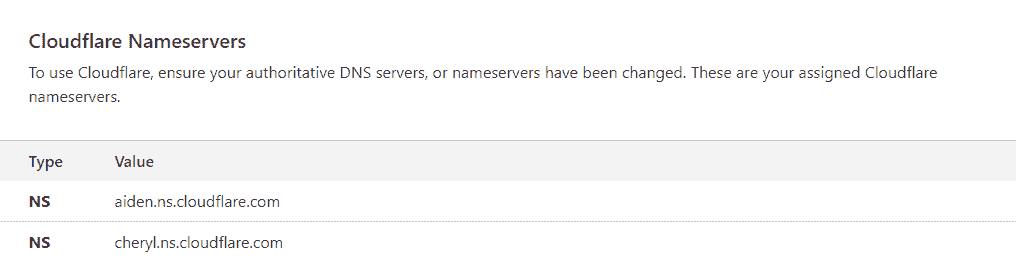 Cloudflare Nameservers
To use Cloudflare, ensure your authoritative DNS servers, or nameservers have been changed. These are your assigned Cloudflare
nameservers.
Type Value
NS aiden.ns.cloudflare.com
NS cheryl.ns.cloudflare.com